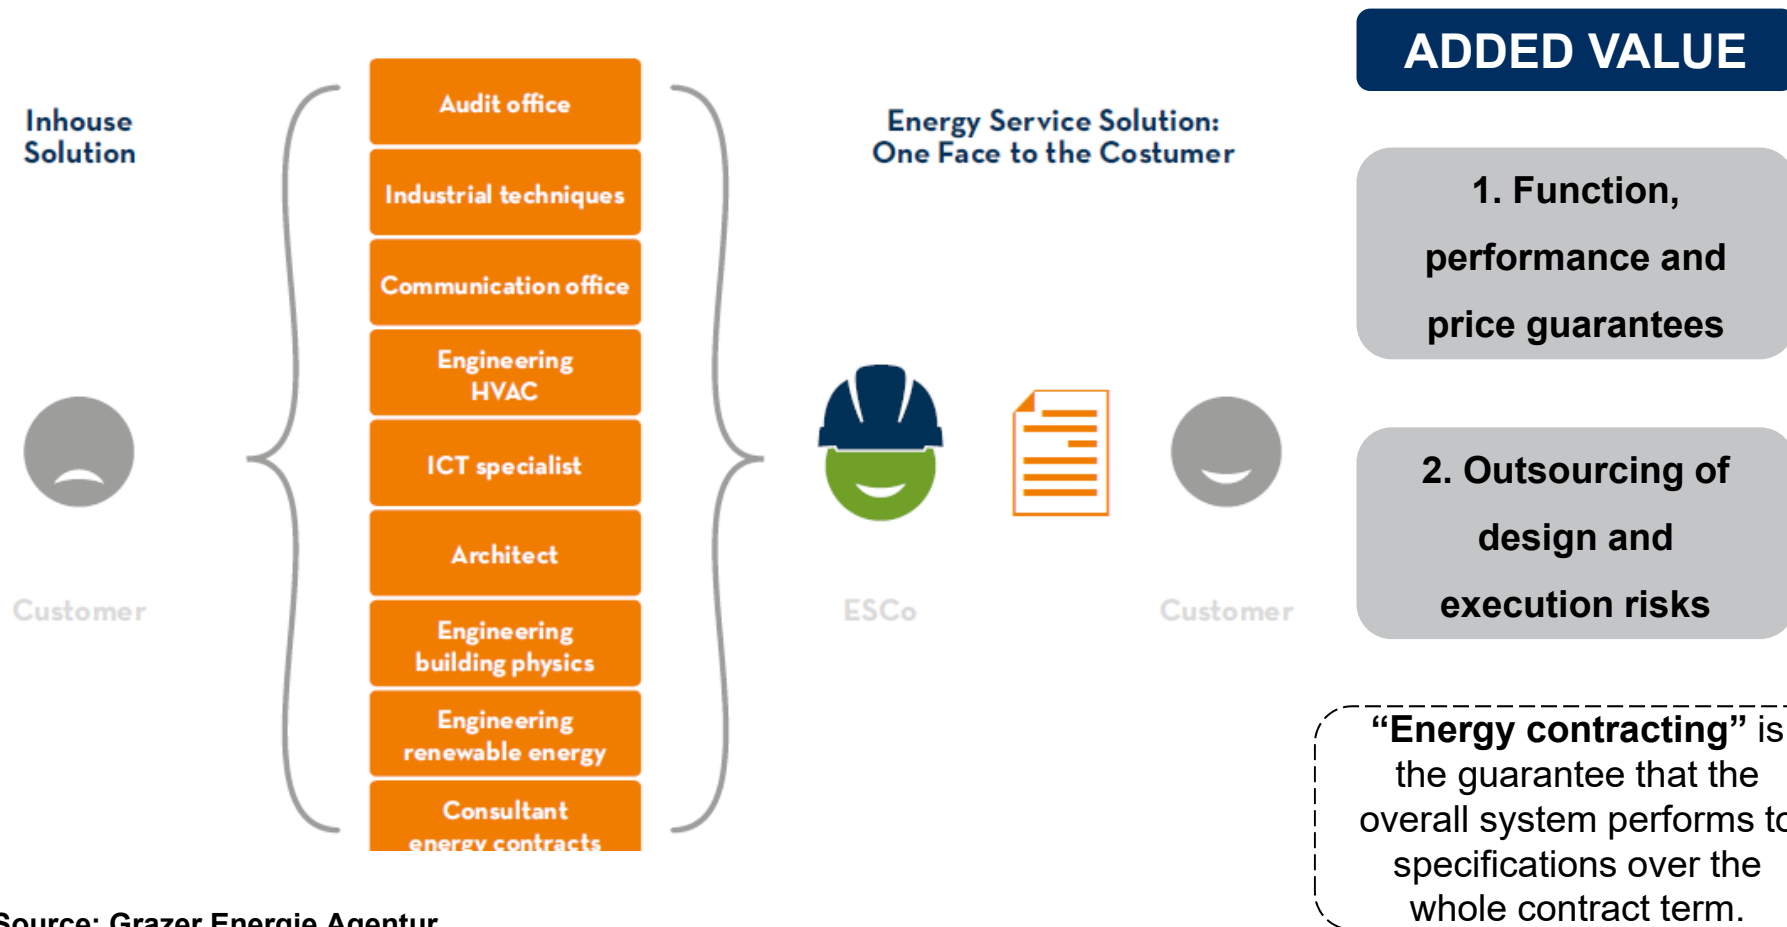 Inhouse
Solution
Customer
Audit office
Industrial techniques
Communication office
Engineering
HVAC
ICT specialist
Architect
Engineering
building physics
Engineering
renewable energy
Consultant
energy contracts
Energy Service Solution:
One Face to the Costumer
ESCo
Customer
ADDED VALUE
1. Function,
performance and
price guarantees
2. Outsourcing of
design and
execution risks
“Energy contracting” is
the guarantee that the
overall system performs to
specifications over the
whole contract term.
Source: Grazer Energie Agentur